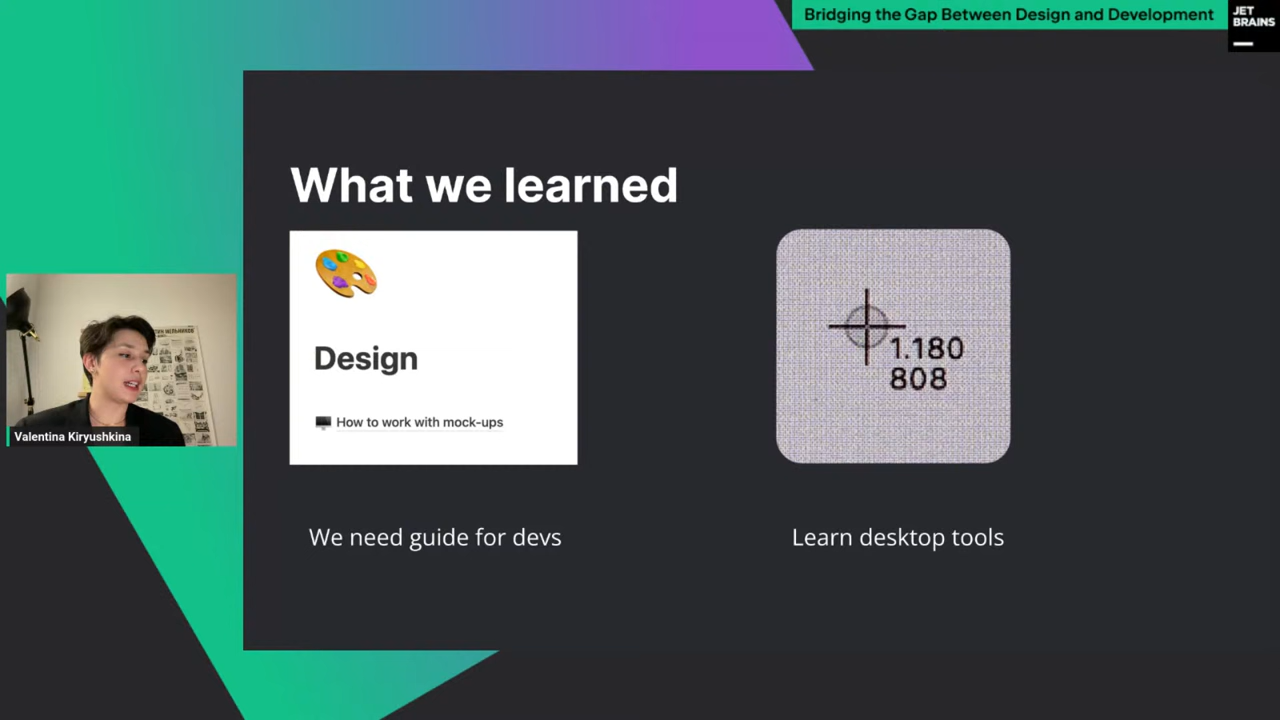 Bridging the Gap Between Design and Development
JET
BRAINS
What we learned
Design
How to work with mock-ups
1.180
808
Valentina Kiryushkina
We need guide for devs
Learn desktop tools